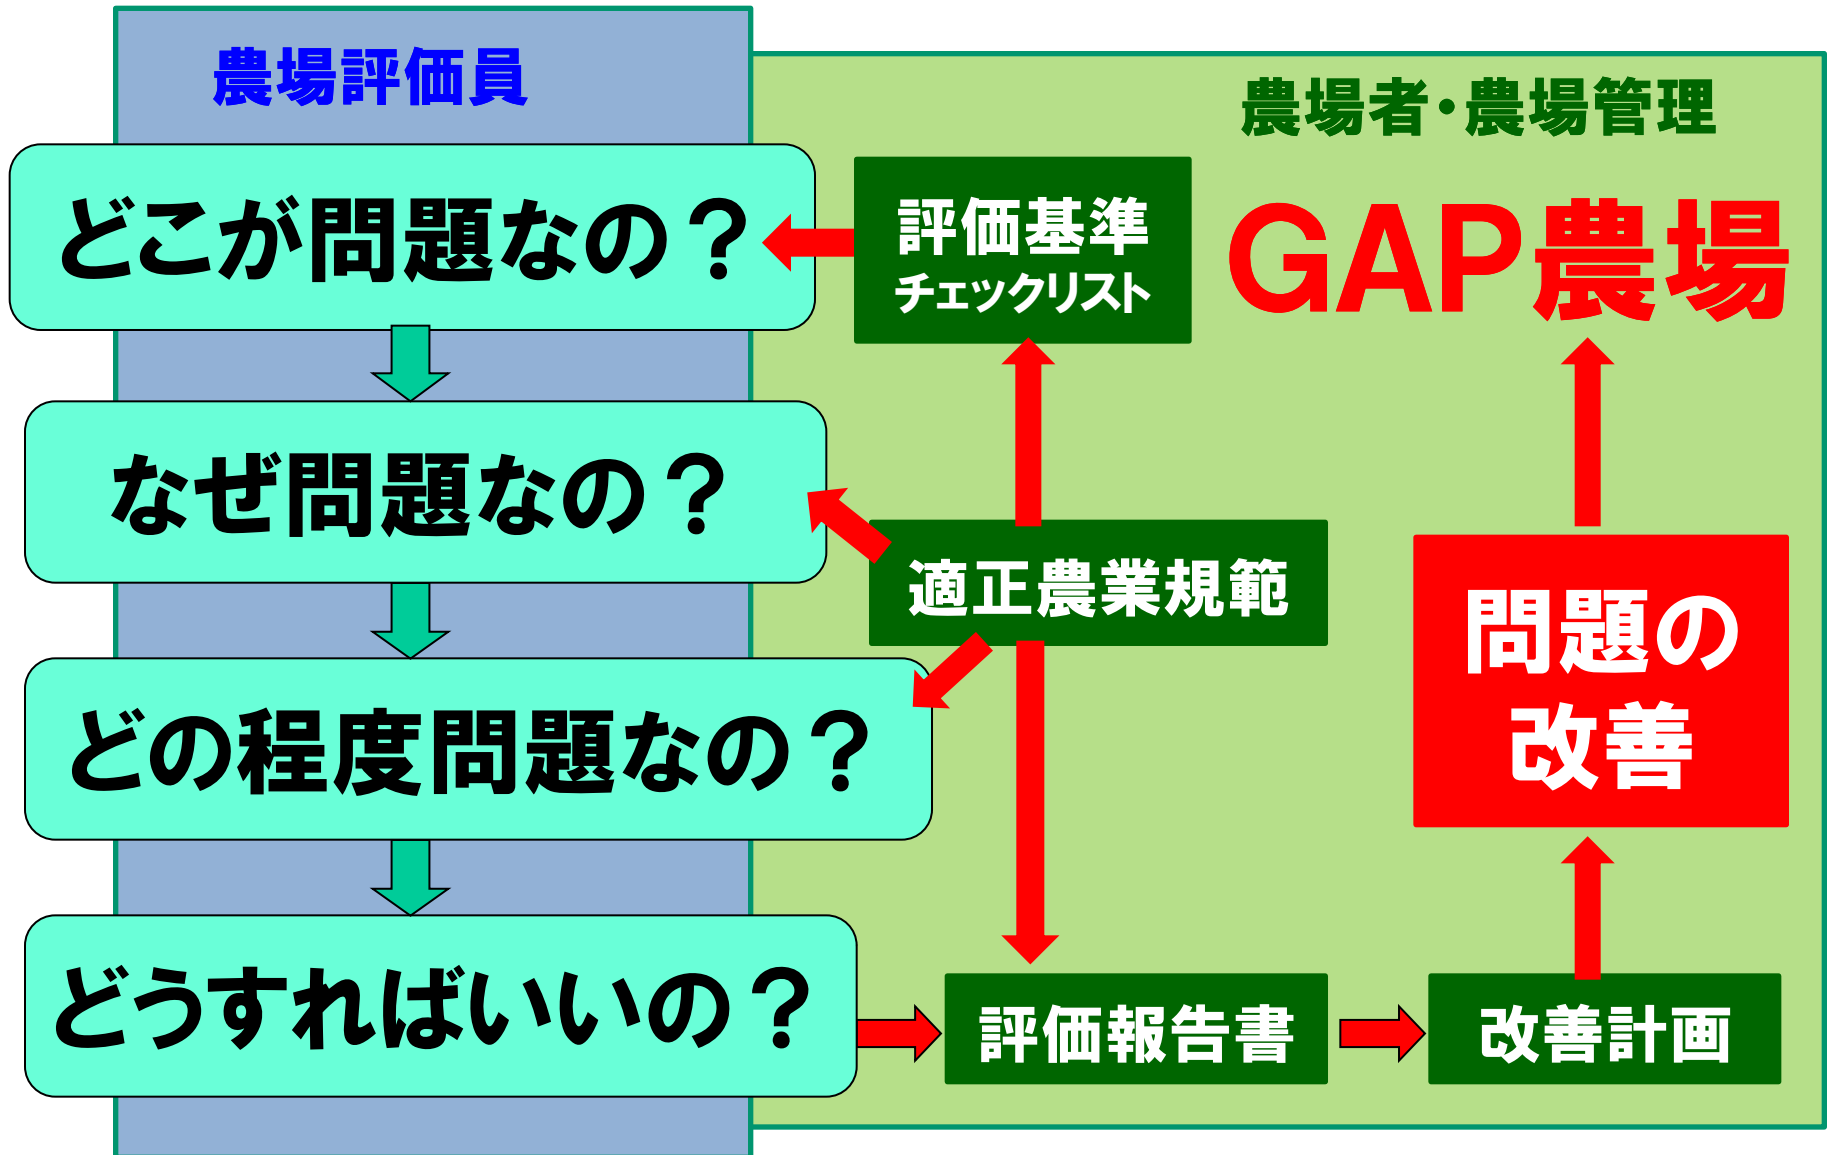 農場評価員
農場者・農場管理
どこが問題なの？
評価基準
チェックリスト
GAP農場
なぜ問題なの？
適正農業規範
問題の
改善
どの程度問題なの？
どうすればいいの？
評価報告書
改善計画